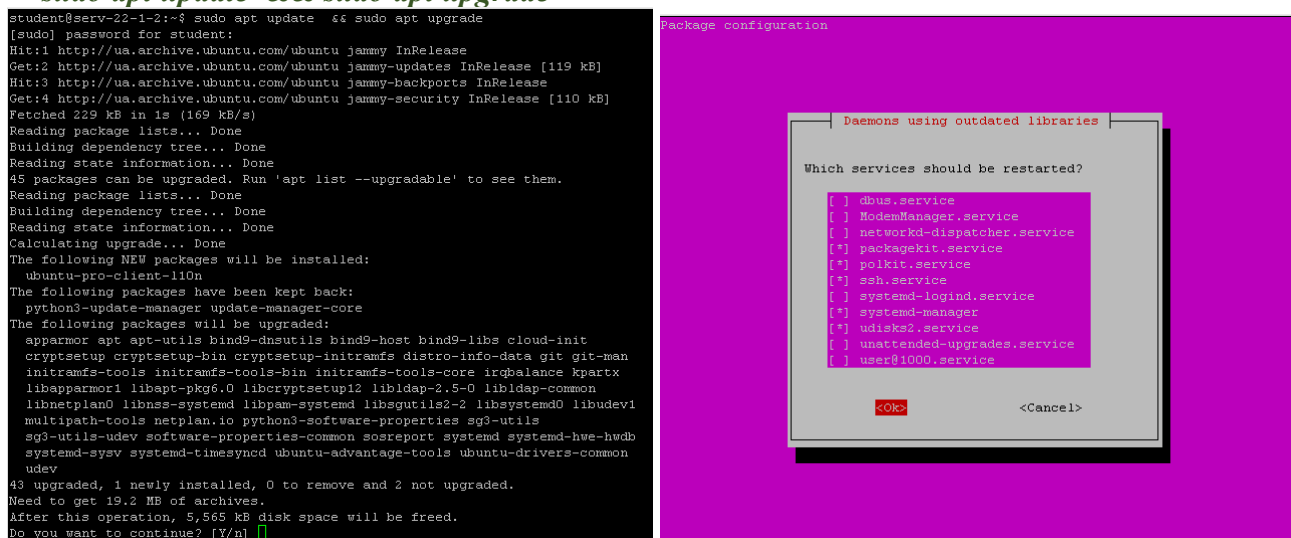 sudo apt update && sudo apt upgrade
student@serv-22-1-2:~$ sudo apt update  && sudo apt upgrade
[sudo] password for student:
Hit:1 http://ua.archive.ubuntu.com/ubuntu jammy InRelease
Get:2 http://ua.archive.ubuntu.com/ubuntu jammy-updates InRelease [119 kB]
Hit:3 http://ua.archive.ubuntu.com/ubuntu jammy-backports InRelease
Get:4 http://ua.archive.ubuntu.com/ubuntu jammy-security InRelease [110 kB]
Fetched 229 kB in 1s (169 kB/s)
Reading package lists... Done
Building dependency tree... Done
Reading state information... Done
45 packages can be upgraded. Run 'apt list --upgradable' to see them.
Reading package lists... Done
Building dependency tree... Done
Reading state information... Done
Calculating upgrade... Done
The following NEW packages will be installed:
  ubuntu-pro-client-l10n
The following packages have been kept back:
  python3-update-manager update-manager-core
The following packages will be upgraded:
  apparmor apt apt-utils bind9-dnsutils bind9-host bind9-libs cloud-init
  cryptsetup cryptsetup-bin cryptsetup-initramfs distro-info-data git git-man
  initramfs-tools initramfs-tools-bin initramfs-tools-core irqbalance kpartx
  libapparmor1 libapt-pkg6.0 libcryptsetup12 libldap-2.5-0 libldap-common
  libnetplan0 libnss-systemd libpam-systemd libsgutils2-2 libsystemd0 libudev1
  multipath-tools netplan.io python3-software-properties sg3-utils
  sg3-utils-udev software-properties-common sosreport systemd systemd-hwe-hwdb
  systemd-sysv systemd-timesyncd ubuntu-advantage-tools ubuntu-drivers-common
  udev
43 upgraded, 1 newly installed, 0 to remove and 2 not upgraded.
Need to get 19.2 MB of archives.
After this operation, 5,565 kB disk space will be freed.
Do you want to continue? [Y/n]
Package configuration
Daemons using outdated libraries
Which services should be restarted?
[ ] dbus.service
[ ] ModemManager.service
[ ] networkd-dispatcher.service
[*] packagekit.service
[*] polkit.service
[*] ssh.service
[ ] systemd-logind.service
[*] systemd-manager
[*] udisks2.service
[ ] unattended-upgrades.service
[ ] user@1000.service
<Ok> <Cancel>